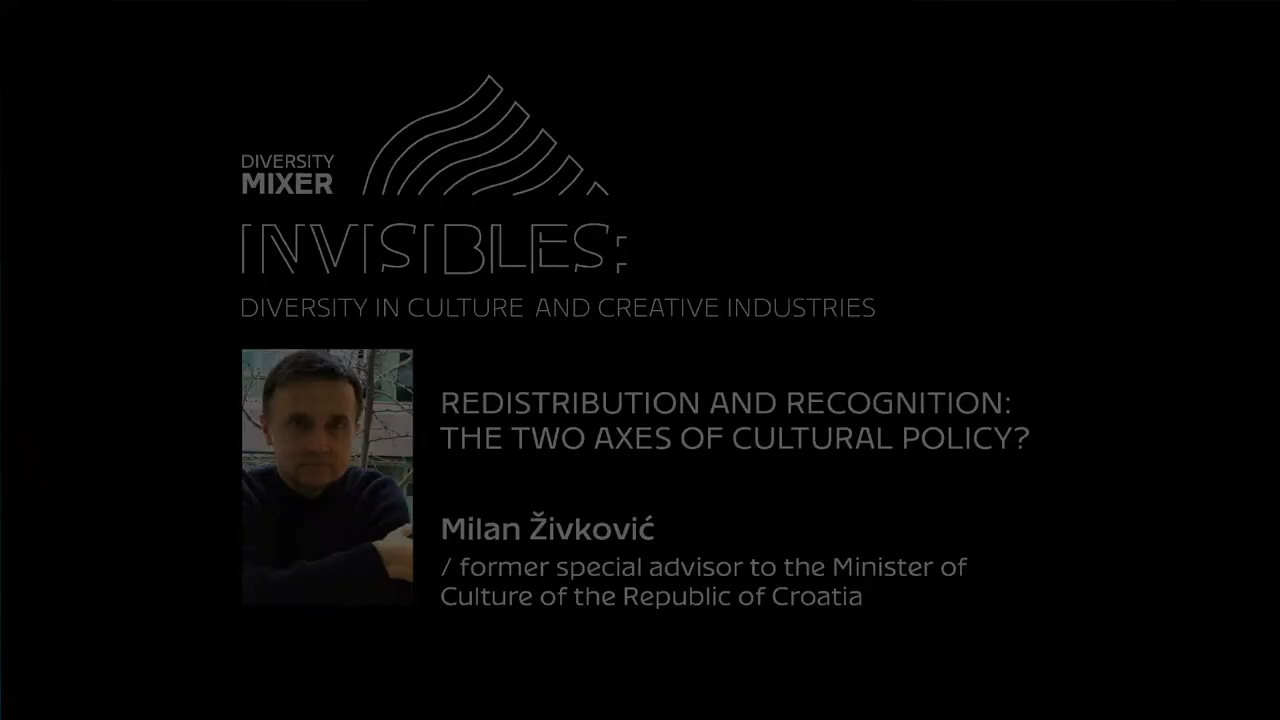 DIVERSITY
MIXER
INVISIBLES:
DIVERSITY IN CULTURE AND CREATIVE INDUSTRIES
REDISTRIBUTION AND RECOGNITION:
THE TWO AXES OF CULTURAL POLICY?
Milan Živković
/ former special advisor to the Minister of
Culture of the Republic of Croatia